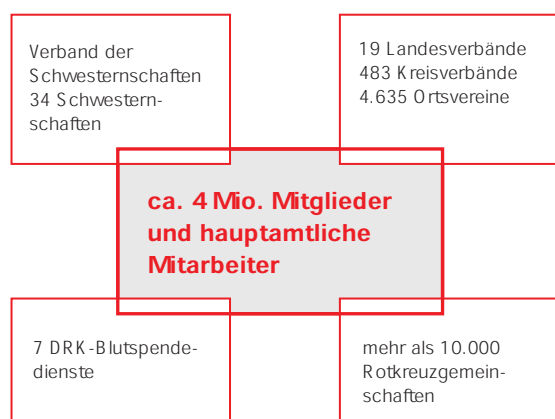 Verband der
Schwesternschaften
34 Schwestern-
schaften
19 Landesverbände
483 Kreisverbände
4.635 Ortsvereine
ca. 4 Mio. Mitglieder
und hauptamtliche
Mitarbeiter
7 DRK-Blutspende-
dienste
mehr als 10.000
Rotkreuzgemein-
schaften